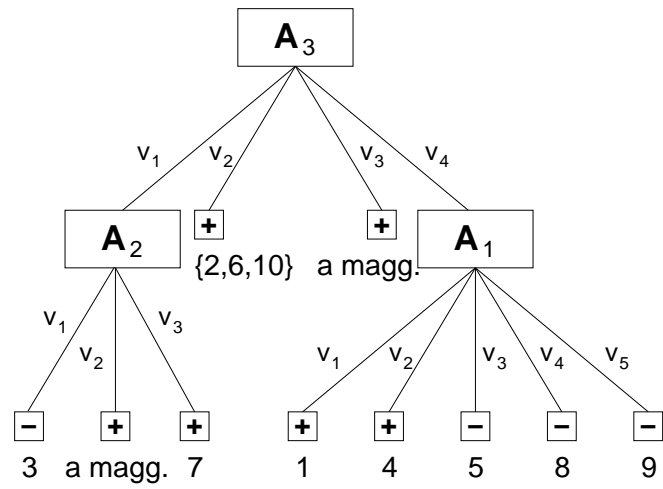 A₃
v₁ v₂ v₃ v₄
A₂ + + A₁
{2,6,10} a magg.
v₁ v₂ v₃ v₁ v₂ v₃ v₄ v₅
− + + + + − − −
3 a magg. 7 1 4 5 8 9